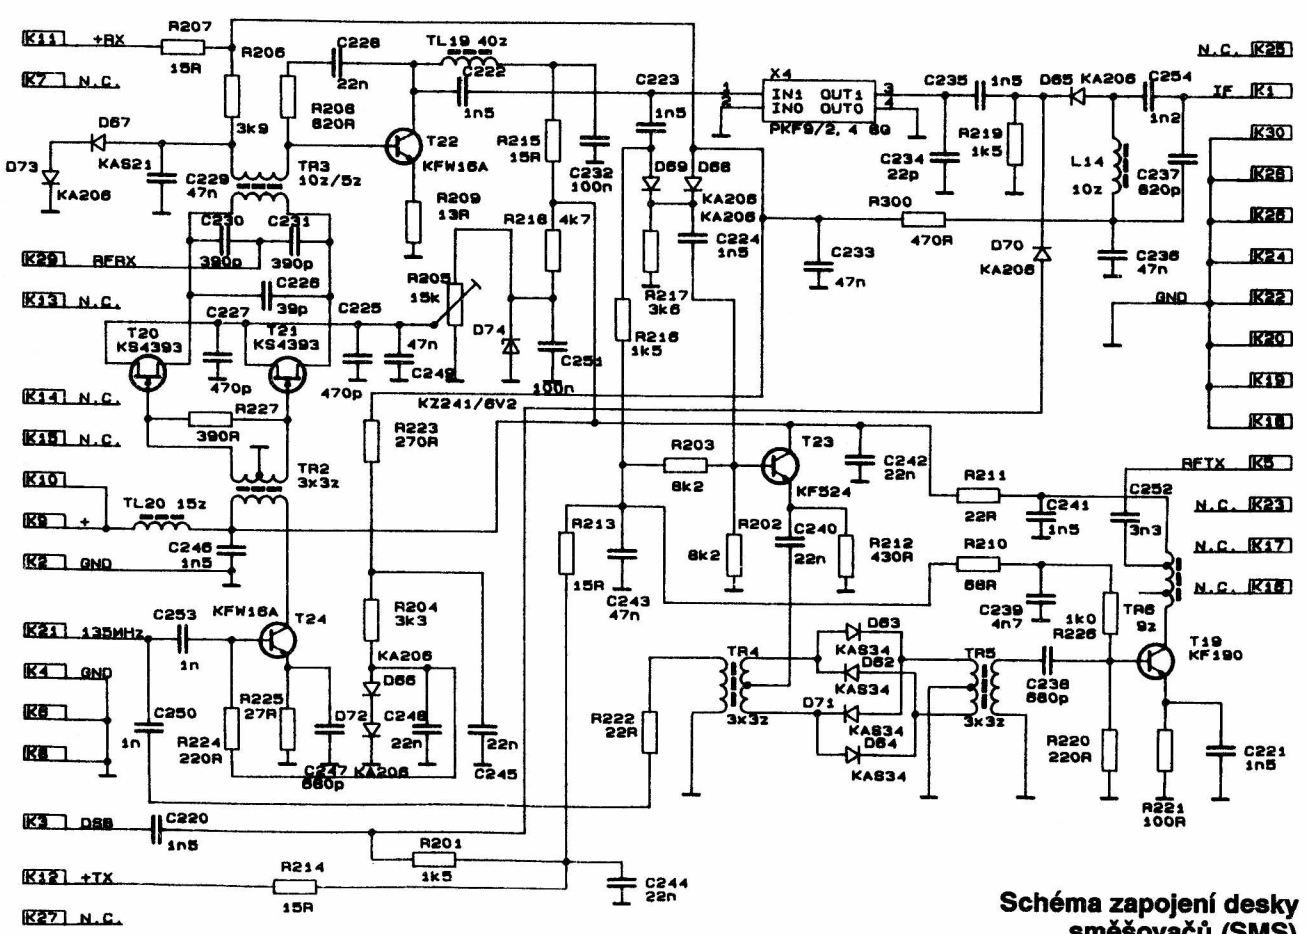 K11 +RX
R207
15R
R206
3k9
C228
22n
TL19 40z
C222
1n5
C223
1n5
X4
1 IN1 OUT1 3
2 IN0 OUT0 4
PKF9/2, 4 8Q
C235
1n5
D65
KA206
C254
1n2
N.C. K25
IF K1
K7 N.C.
D67
KAS21
D73
KA206
C229
47n
R208
820R
TR3
10z/5z
T22
KFW16A
R209
13R
R215
15R
C232
100n
R218
4k7
D69
D68
KA206
KA206
C224
1n5
R217
3k6
R216
1k5
C234
22p
R219
1k5
L14
10z
C237
820p
R300
470R
C233
47n
D70
KA206
C236
47n
K30
K28
K26
K24
GND K22
K20
K19
K18
C230
390p
C231
390p
K29 RFRX
C226
39p
K13 N.C.
C227
470p
C225
470p
T20
KS4393
T21
KS4393
47n
C249
R205
15k
D74
C251
100n
KZ241/6V2
K14 N.C.
R227
390R
K15 N.C.
R223
270R
TR2
3x3z
K10
TL20 15z
K9 +
C246
1n5
K2 GND
R203
8k2
T23
KF524
C242
22n
R202
8k2
C240
22n
R212
430R
R213
15R
C243
47n
R211
22R
C241
1n5
R210
68R
C239
4n7
C252
3n3
RFTX K5
N.C. K23
N.C. K17
N.C. K16
TR6
9z
1k0
R226
T19
KF190
KFW16A
T24
C253
1n
K21 135MHz
K4 GND
K6
K8
C250
1n
R225
27R
R224
220R
R204
3k3
KA206
D66
D72
KA206
C248
22n
C247
680p
22n
C245
R222
22R
TR4
3x3z
D63
KAS34
D62
KAS34
D71
KAS34
D64
KAS34
TR5
3x3z
C238
680p
R220
220R
R221
100R
C221
1n5
K3 DSB
C220
1n5
R201
1k5
K12 +TX
R214
15R
C244
22n
K27 N.C.
Schéma zapojení desky
směšovačů (SMS)